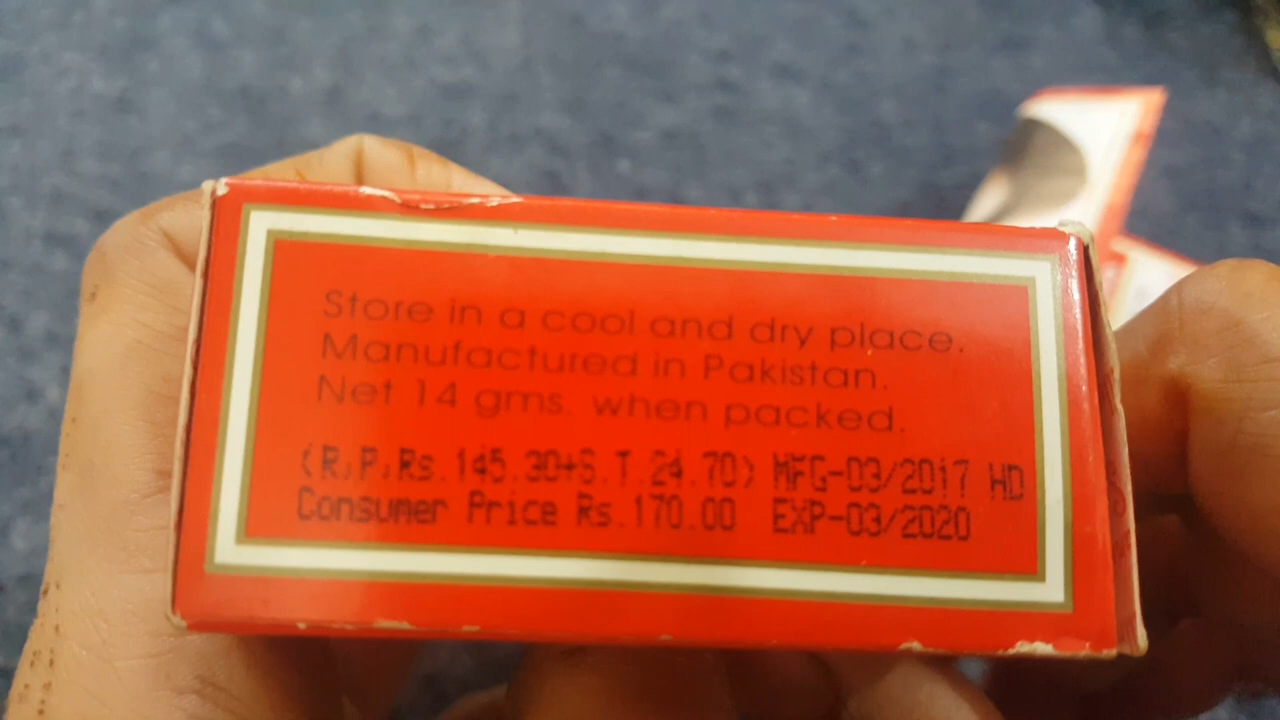 Store in a cool and dry place.
Manufactured in Pakistan.
Net 14 gms. when packed.
(R.P.Rs.145.30+S.T.24.70) MFG-03/2017 HD
Consumer Price Rs.170.00 EXP-03/2020